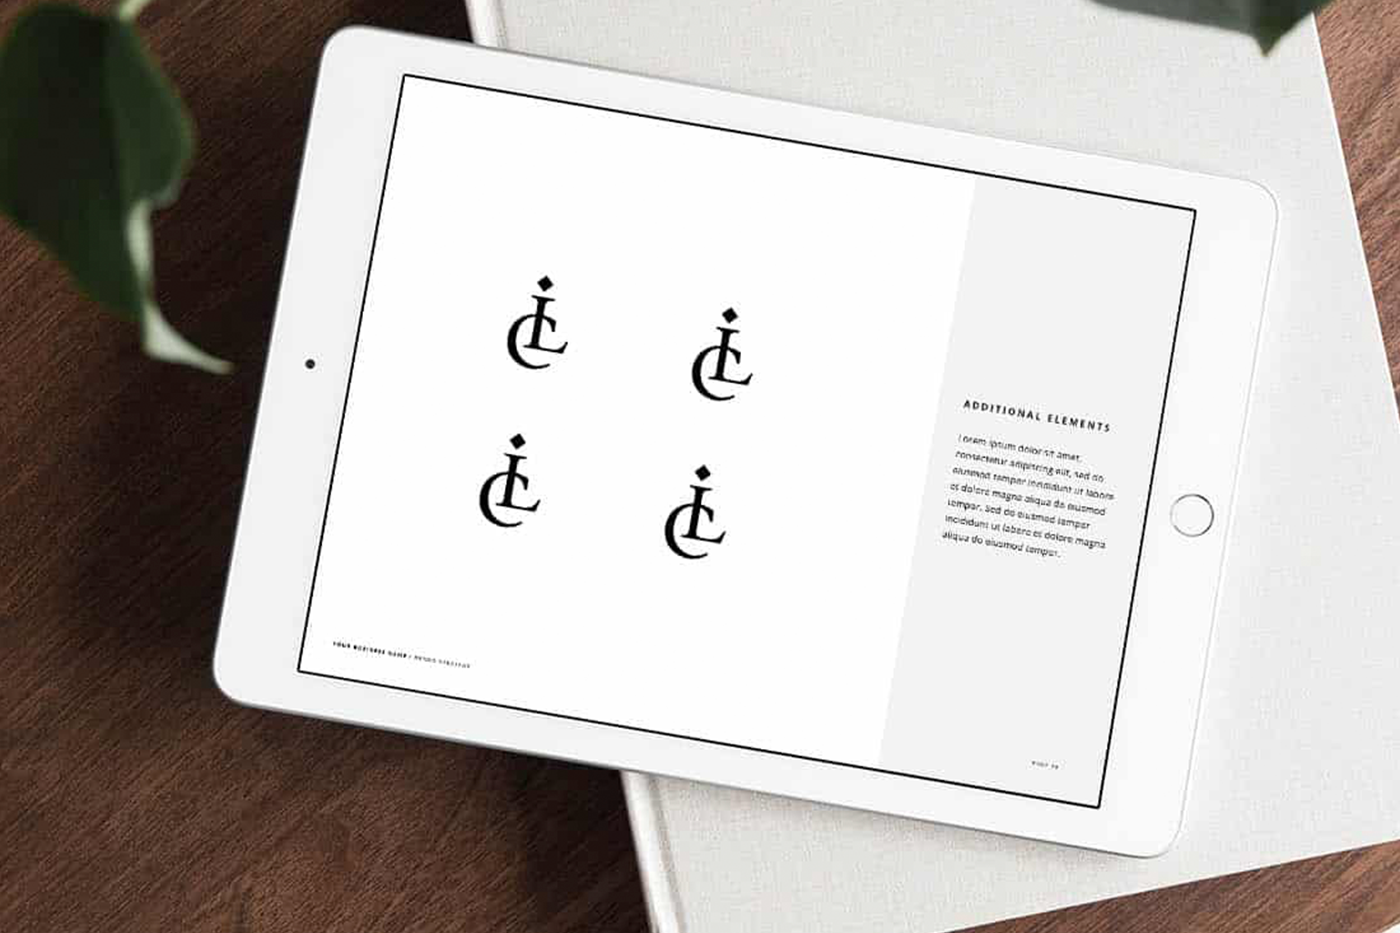 ADDITIONAL ELEMENTS
Lorem ipsum dolor sit amet,
consectetur adipiscing elit, sed do
eiusmod tempor incididunt ut labore
et dolore magna aliqua do eiusmod
tempor. Sed do eiusmod tempor
incididunt ut labore et dolore magna
aliqua do eiusmod tempor.
YOUR BUSINESS NAME /